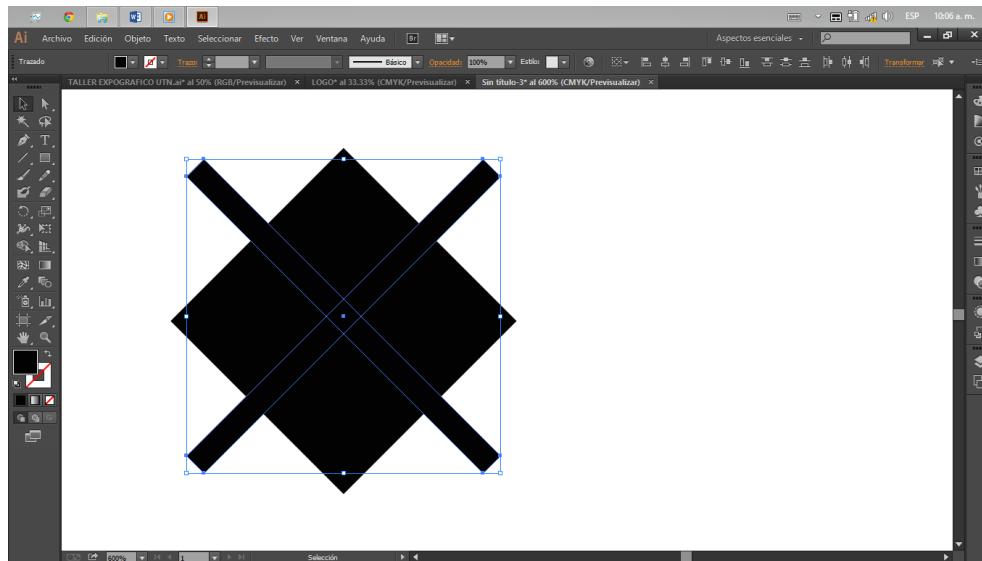 Ai ESP 10:06 a. m.
Ai Archivo Edición Objeto Texto Seleccionar Efecto Ver Ventana Ayuda Br Aspectos esenciales
Trazado Trazo: Básico Opacidad: 100% Estilo: Transformar
TALLER EXPOGRAFICO UTN.ai* al 50% (RGB/Previsualizar) × LOGO* al 33.33% (CMYK/Previsualizar) × Sin título-3* al 600% (CMYK/Previsualizar) ×
600% 1 Selección